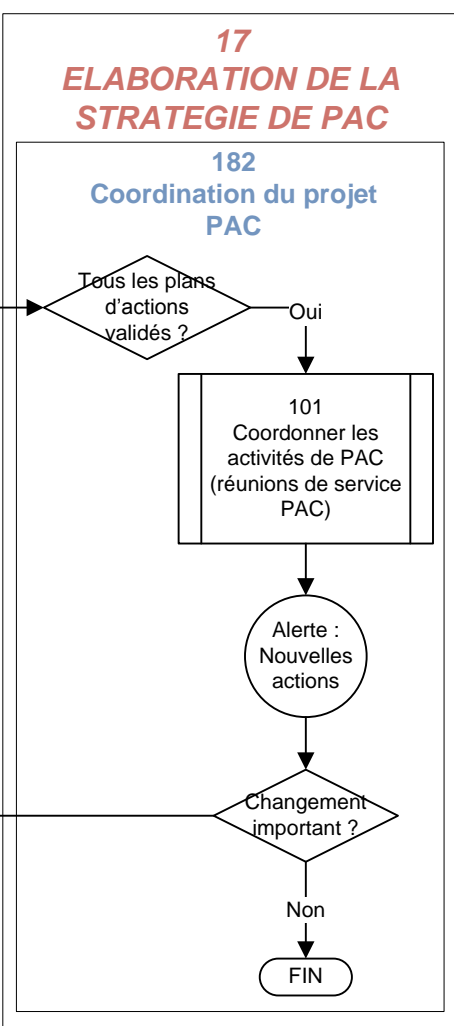 17
ELABORATION DE LA
STRATEGIE DE PAC
182
Coordination du projet
PAC
Tous les plans
d'actions
validés ?
Oui
101
Coordonner les
activités de PAC
(réunions de service
PAC)
Alerte :
Nouvelles
actions
Changement
important ?
Non
FIN